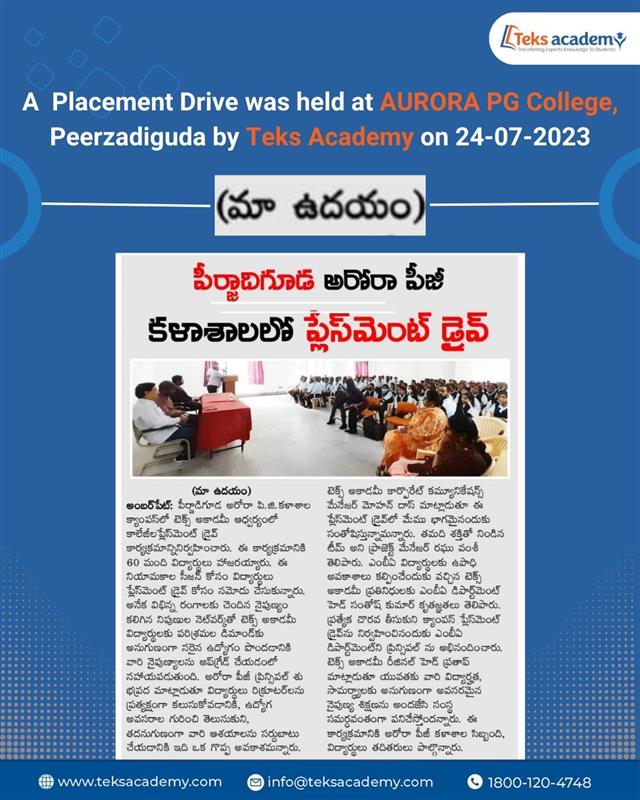 Teks academy
Transferring Experts Knowledge To Students
A Placement Drive was held at AURORA PG College,
Peerzadiguda by Teks Academy on 24-07-2023
(మా ఉదయం)
పీర్జాదిగూడ అరోరా పీజీ
కళాశాలలో ప్లేస్‌మెంట్ డ్రైవ్
(మా ఉదయం)
అంబర్‌పేట్: పీర్జాదిగూడ అరోరా పి.జి.కళాశాల
క్యాంపస్‌లో టెక్స్ అకాడమీ ఆధ్వర్యంలో
కాలేజీలప్లేస్‌మెంట్ డ్రైవ్
కార్యక్రమాన్నినిర్వహించారు. ఈ కార్యక్రమానికి
60 మంది విద్యార్థులు హాజరయ్యారు. ఈ
నియామకాల సీజన్ కోసం విద్యార్థులు
ప్లేస్‌మెంట్ డ్రైవ్ కోసం నమోదు చేసుకున్నారు.
అనేక విభిన్న రంగాలకు చెందిన నైపుణ్యం
కలిగిన నిపుణుల నెట్‌వర్క్‌తో టెక్స్ అకాడమీ
విద్యార్థులకు పరిశ్రమల డిమాండ్‌కు
అనుగుణంగా సరైన ఉద్యోగం పొందడానికి
వారి నైపుణ్యాలను అప్‌గ్రేడ్ చేయడంలో
సహాయపడుతుంది. అరోరా పీజీ ప్రిన్సిపల్ శు
భప్రద మాట్లాడుతూ విద్యార్థులు రిక్రూటర్‌లను
ప్రత్యక్షంగా కలుసుకోవడానికి, ఉద్యోగ
అవసరాల గురించి తెలుసుకుని,
తదనుగుణంగా వారి ఆశయాలను సర్దుబాటు
చేయడానికి ఇది ఒక గొప్ప అవకాశమన్నారు.
టెక్స్ అకాడమీ కార్పొరేట్ కమ్యూనికేషన్స్
మేనేజర్ మోహన్ దాస్ మాట్లాడుతూ ఈ
ప్లేస్‌మెంట్ డ్రైవ్‌లో మేము భాగమైనందుకు
సంతోషిస్తున్నామన్నారు. తమది శక్తితో నిండిన
టీమ్ అని ప్రాజెక్ట్ మేనేజర్ రఘు వంశీ
తెలిపారు. ఎంబీఏ విద్యార్థులకు ఉపాధి
అవకాశాలు కల్పించేందుకు వచ్చిన టెక్స్
అకాడమీ ప్రతినిధులకు ఎంబీఏ డిపార్ట్‌మెంట్
హెడ్ సంతోష్ కుమార్ కృతజ్ఞతలు తెలిపారు.
ప్రత్యేక చొరవ తీసుకుని క్యాంపస్ ప్లేస్‌మెంట్
డ్రైవ్‌ను నిర్వహించినందుకు ఎంబీఏ
డిపార్ట్‌మెంట్‌ని ప్రిన్సిపల్ ను అభినందించారు.
టెక్స్ అకాడమీ రీజినల్ హెడ్ ప్రతాప్
మాట్లాడుతూ యువతకు వారి విద్యార్హత,
సామర్థ్యాలకు అనుగుణంగా అవసరమైన
నైపుణ్య శిక్షణను అందజేసి సంస్థ
సమర్థవంతంగా పనిచేస్తోందన్నారు. ఈ
కార్యక్రమానికి అరోరా పీజీ కళాశాల సిబ్బంది,
విద్యార్థులు తదితరులు పాల్గొన్నారు.
www.teksacademy.com
info@teksacademy.com
1800-120-4748